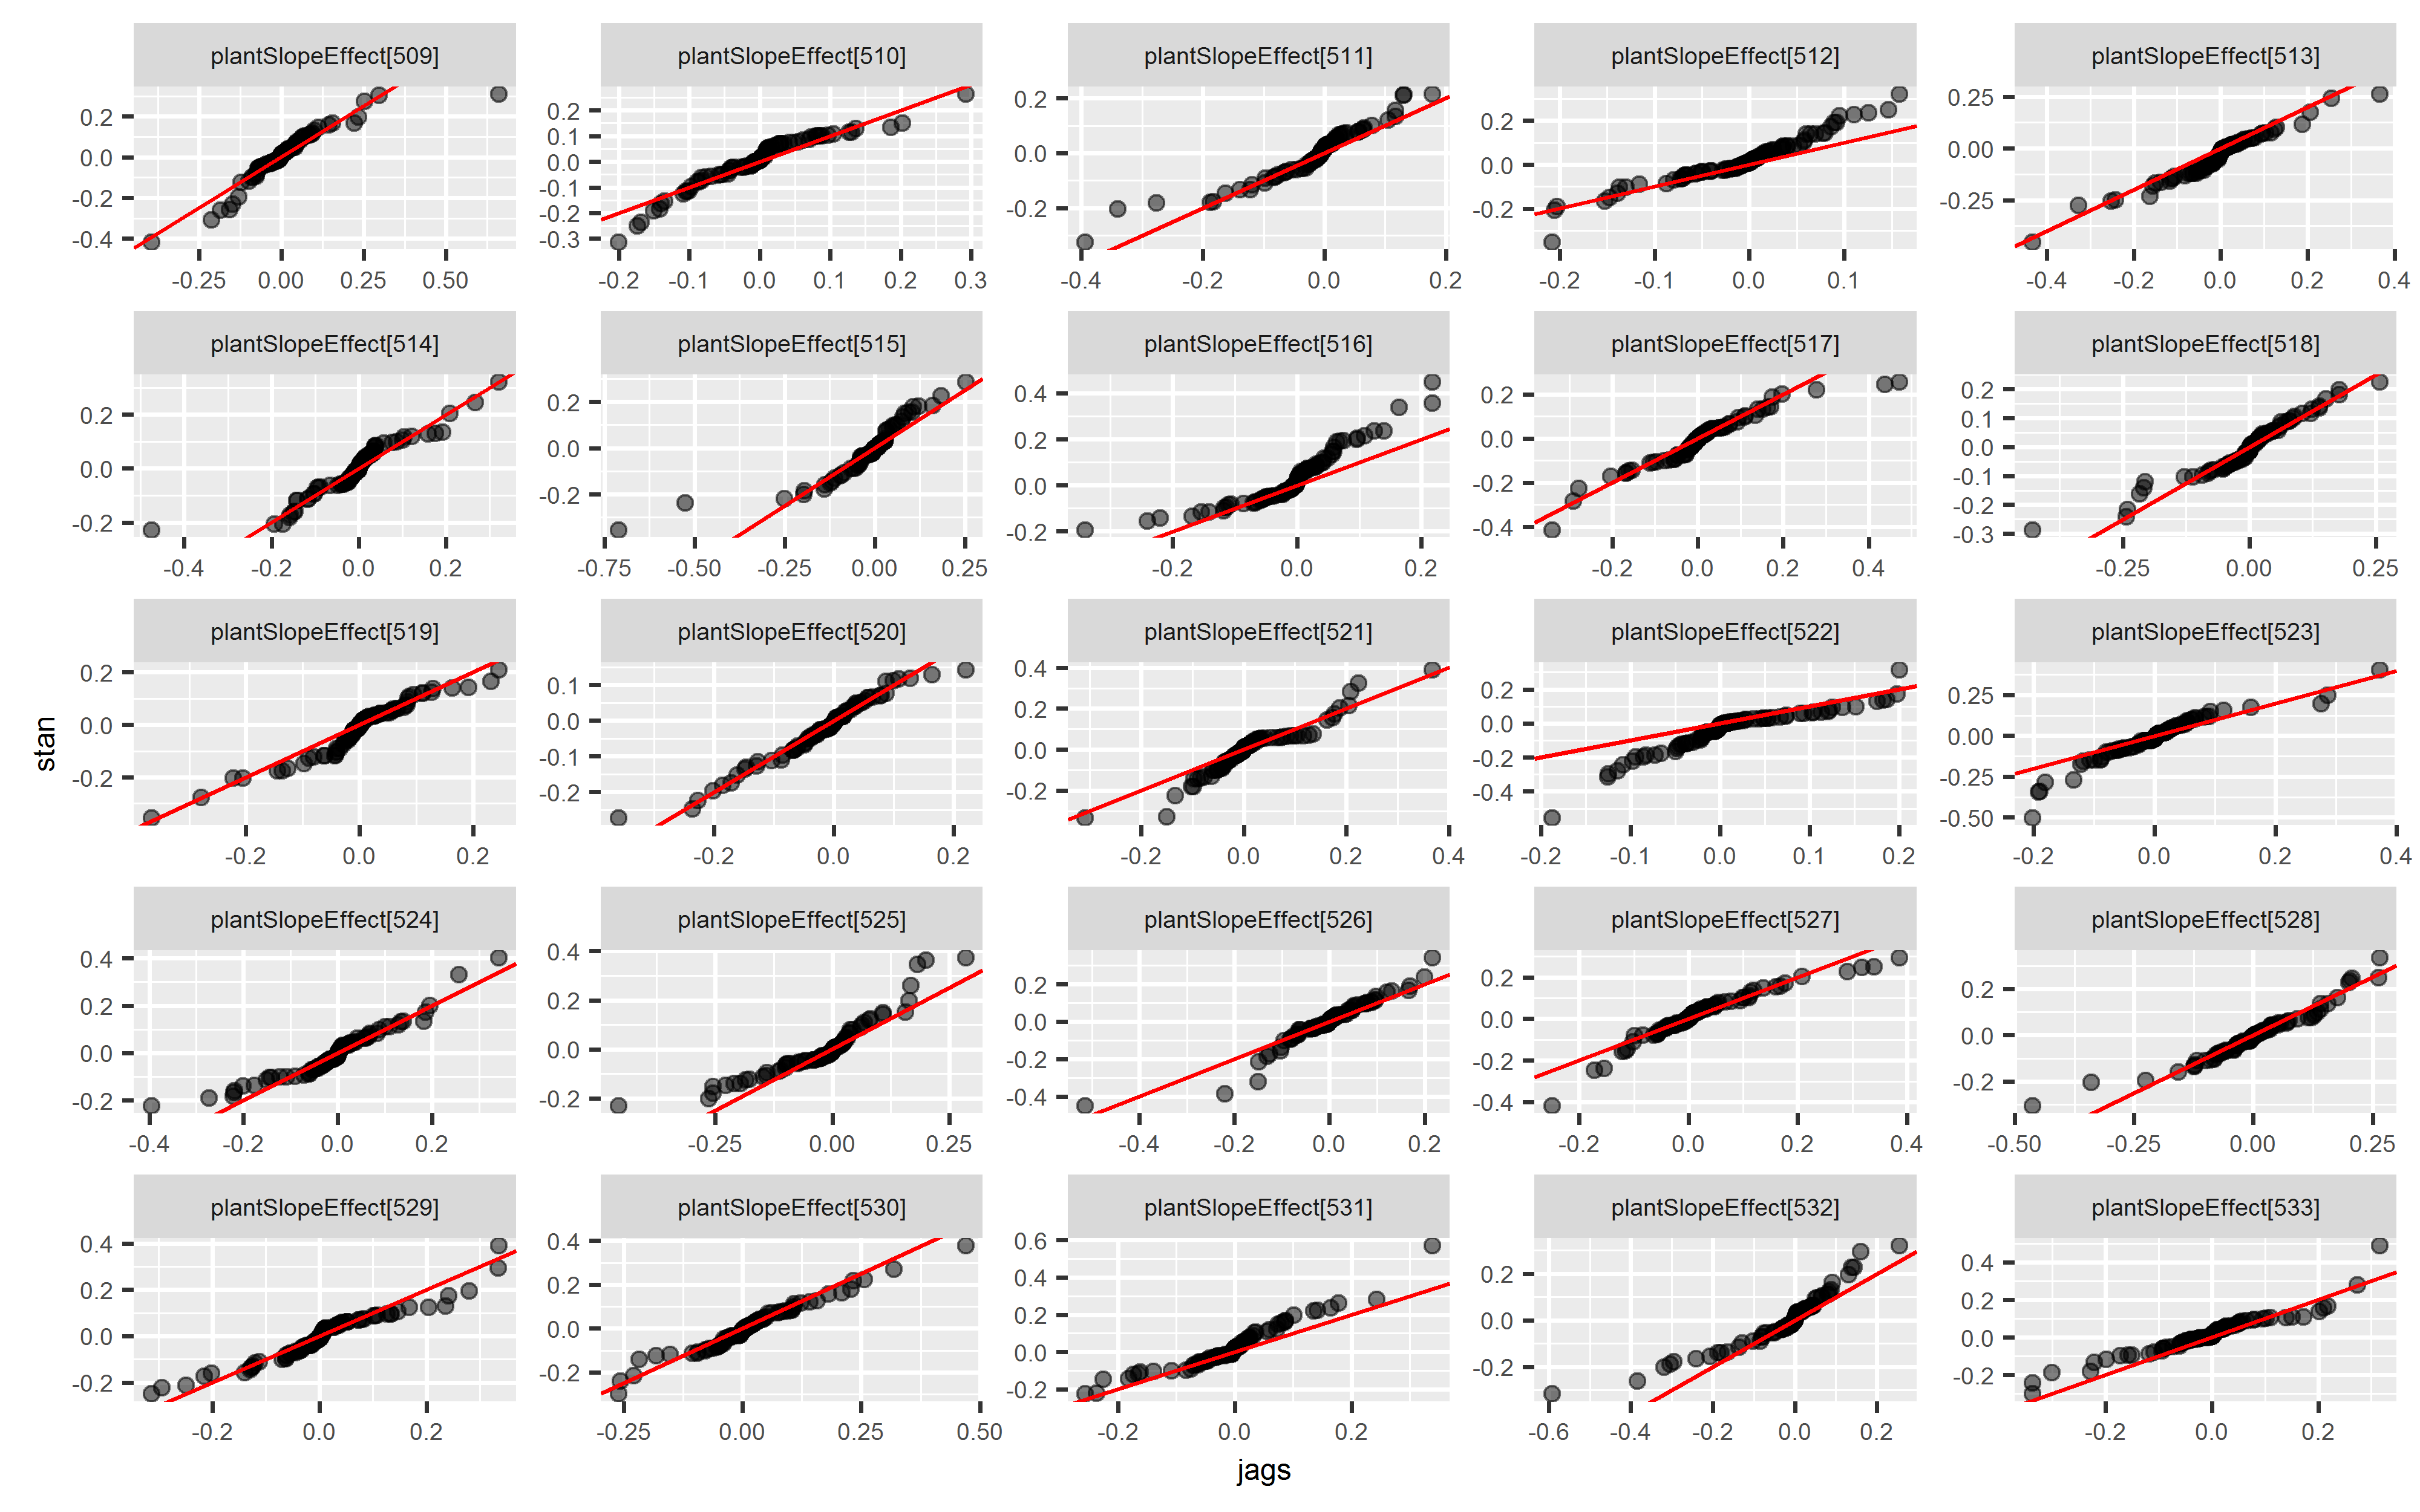 plantSlopeEffect[509] plantSlopeEffect[510] plantSlopeEffect[511] plantSlopeEffect[512] plantSlopeEffect[513]
0.2 0.0 -0.2 -0.4
0.2 0.1 0.0 -0.1 -0.2 -0.3
0.2 0.0 -0.2
0.2 0.0 -0.2
0.25 0.00 -0.25
-0.25 0.00 0.25 0.50
-0.2 -0.1 0.0 0.1 0.2 0.3
-0.4 -0.2 0.0 0.2
-0.2 -0.1 0.0 0.1
-0.4 -0.2 0.0 0.2 0.4
plantSlopeEffect[514] plantSlopeEffect[515] plantSlopeEffect[516] plantSlopeEffect[517] plantSlopeEffect[518]
0.2 0.0 -0.2
0.2 0.0 -0.2
0.4 0.2 0.0 -0.2
0.2 0.0 -0.2 -0.4
0.2 0.1 0.0 -0.1 -0.2 -0.3
-0.4 -0.2 0.0 0.2
-0.75 -0.50 -0.25 0.00 0.25
-0.2 0.0 0.2
-0.2 0.0 0.2 0.4
-0.25 0.00 0.25
plantSlopeEffect[519] plantSlopeEffect[520] plantSlopeEffect[521] plantSlopeEffect[522] plantSlopeEffect[523]
0.2 0.0 -0.2
0.1 0.0 -0.1 -0.2
0.4 0.2 0.0 -0.2
0.2 0.0 -0.2 -0.4
0.25 0.00 -0.25 -0.50
-0.2 0.0 0.2
-0.2 0.0 0.2
-0.2 0.0 0.2 0.4
-0.2 -0.1 0.0 0.1 0.2
-0.2 0.0 0.2 0.4
stan
plantSlopeEffect[524] plantSlopeEffect[525] plantSlopeEffect[526] plantSlopeEffect[527] plantSlopeEffect[528]
0.4 0.2 0.0 -0.2
0.4 0.2 0.0 -0.2
0.2 0.0 -0.2 -0.4
0.2 0.0 -0.2 -0.4
0.2 0.0 -0.2
-0.4 -0.2 0.0 0.2
-0.25 0.00 0.25
-0.4 -0.2 0.0 0.2
-0.2 0.0 0.2 0.4
-0.50 -0.25 0.00 0.25
plantSlopeEffect[529] plantSlopeEffect[530] plantSlopeEffect[531] plantSlopeEffect[532] plantSlopeEffect[533]
0.4 0.2 0.0 -0.2
0.4 0.2 0.0 -0.2
0.6 0.4 0.2 0.0 -0.2
0.2 0.0 -0.2
0.4 0.2 0.0 -0.2
-0.2 0.0 0.2
-0.25 0.00 0.25 0.50
-0.2 0.0 0.2
-0.6 -0.4 -0.2 0.0 0.2
-0.2 0.0 0.2
jags